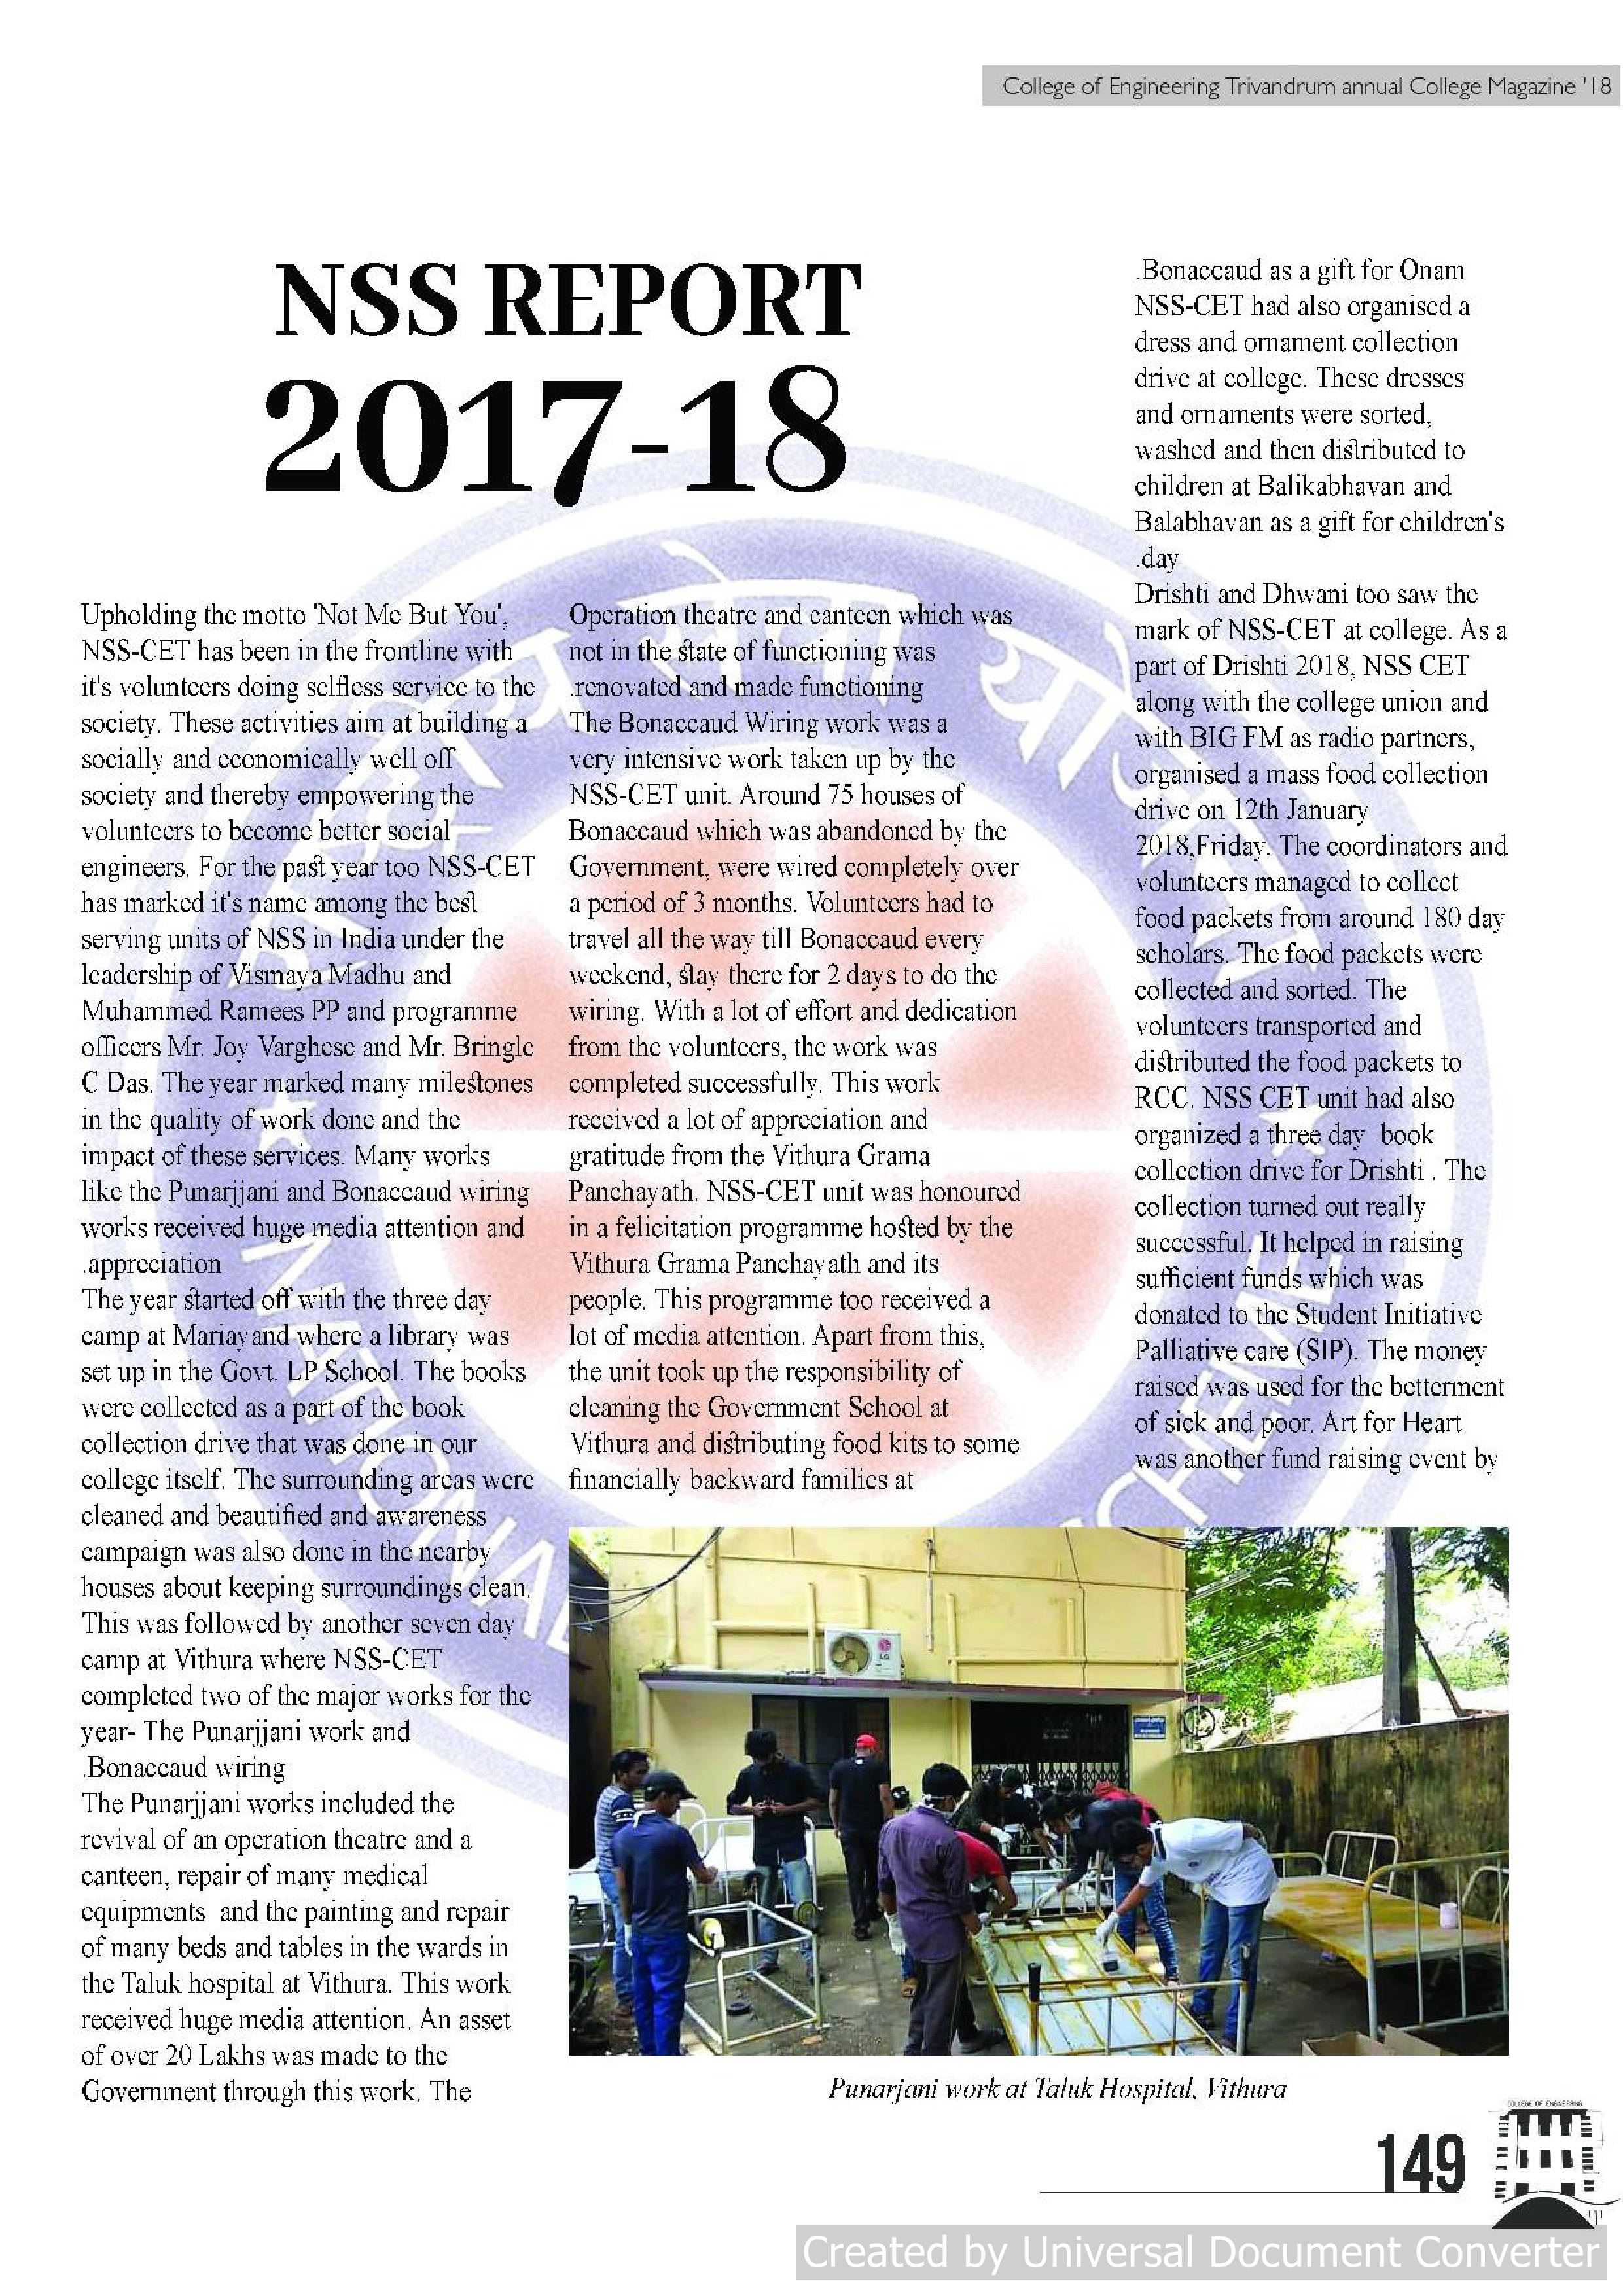 College of Engineering Trivandrum annual College Magazine '18
NSS REPORT
2017-18
Upholding the motto 'Not Me But You',
NSS-CET has been in the frontline with
it's volunteers doing selfless service to the
society. These activities aim at building a
socially and economically well off
society and thereby empowering the
volunteers to become better social
engineers. For the past year too NSS-CET
has marked it's name among the best
serving units of NSS in India under the
leadership of Vismaya Madhu and
Muhammed Ramees PP and programme
officers Mr. Joy Varghese and Mr. Bringle
C Das. The year marked many milestones
in the quality of work done and the
impact of these services. Many works
like the Punarjjani and Bonaccaud wiring
works received huge media attention and
.appreciation
The year started off with the three day
camp at Mariayand where a library was
set up in the Govt. LP School. The books
were collected as a part of the book
collection drive that was done in our
college itself. The surrounding areas were
cleaned and beautified and awareness
campaign was also done in the nearby
houses about keeping surroundings clean.
This was followed by another seven day
camp at Vithura where NSS-CET
completed two of the major works for the
year- The Punarjjani work and
.Bonaccaud wiring
The Punarjjani works included the
revival of an operation theatre and a
canteen, repair of many medical
equipments  and the painting and repair
of many beds and tables in the wards in
the Taluk hospital at Vithura. This work
received huge media attention. An asset
of over 20 Lakhs was made to the
Government through this work. The
Operation theatre and canteen which was
not in the state of functioning was
.renovated and made functioning
The Bonaccaud Wiring work was a
very intensive work taken up by the
NSS-CET unit. Around 75 houses of
Bonaccaud which was abandoned by the
Government, were wired completely over
a period of 3 months. Volunteers had to
travel all the way till Bonaccaud every
weekend, stay there for 2 days to do the
wiring. With a lot of effort and dedication
from the volunteers, the work was
completed successfully. This work
received a lot of appreciation and
gratitude from the Vithura Grama
Panchayath. NSS-CET unit was honoured
in a felicitation programme hosted by the
Vithura Grama Panchayath and its
people. This programme too received a
lot of media attention. Apart from this,
the unit took up the responsibility of
cleaning the Government School at
Vithura and distributing food kits to some
financially backward families at
.Bonaccaud as a gift for Onam
NSS-CET had also organised a
dress and ornament collection
drive at college. These dresses
and ornaments were sorted,
washed and then distributed to
children at Balikabhavan and
Balabhavan as a gift for children's
.day
Drishti and Dhwani too saw the
mark of NSS-CET at college. As a
part of Drishti 2018, NSS CET
along with the college union and
with BIG FM as radio partners,
organised a mass food collection
drive on 12th January
2018,Friday. The coordinators and
volunteers managed to collect
food packets from around 180 day
scholars. The food packets were
collected and sorted. The
volunteers transported and
distributed the food packets to
RCC. NSS CET unit had also
organized a three day  book
collection drive for Drishti . The
collection turned out really
successful. It helped in raising
sufficient funds which was
donated to the Student Initiative
Palliative care (SIP). The money
raised was used for the betterment
of sick and poor. Art for Heart
was another fund raising event by
राष्ट्रीय सेवा योजना
NATIONAL SCHEME
LG
Punarjani work at Taluk Hospital, Vithura
COLLEGE OF ENGINEERING
149
Created by Universal Document Converter